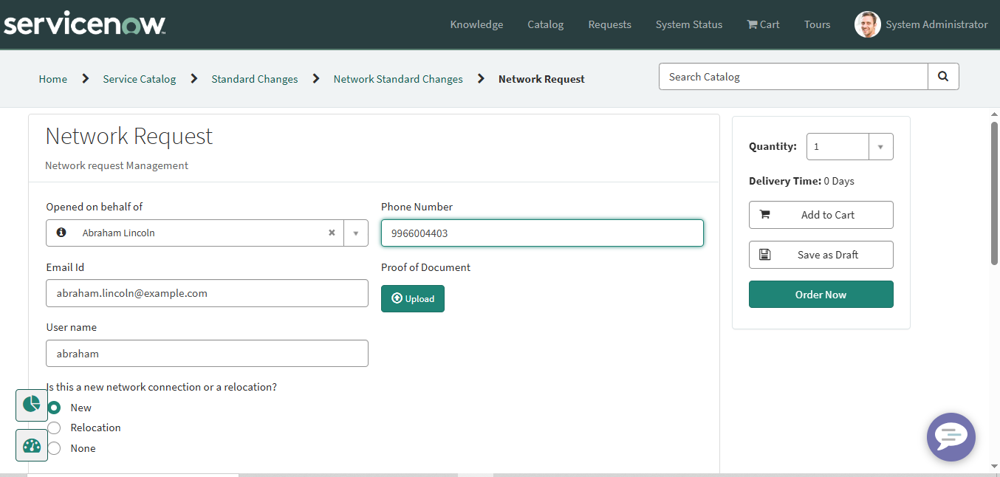 servicenow
Knowledge Catalog Requests System Status Cart Tours System Administrator
Home Service Catalog Standard Changes Network Standard Changes Network Request
Search Catalog
Network Request
Network request Management
Opened on behalf of
Abraham Lincoln
Phone Number
9966004403
Email Id
abraham.lincoln@example.com
Proof of Document
Upload
User name
abraham
Is this a new network connection or a relocation?
New
Relocation
None
Quantity: 1
Delivery Time: 0 Days
Add to Cart
Save as Draft
Order Now